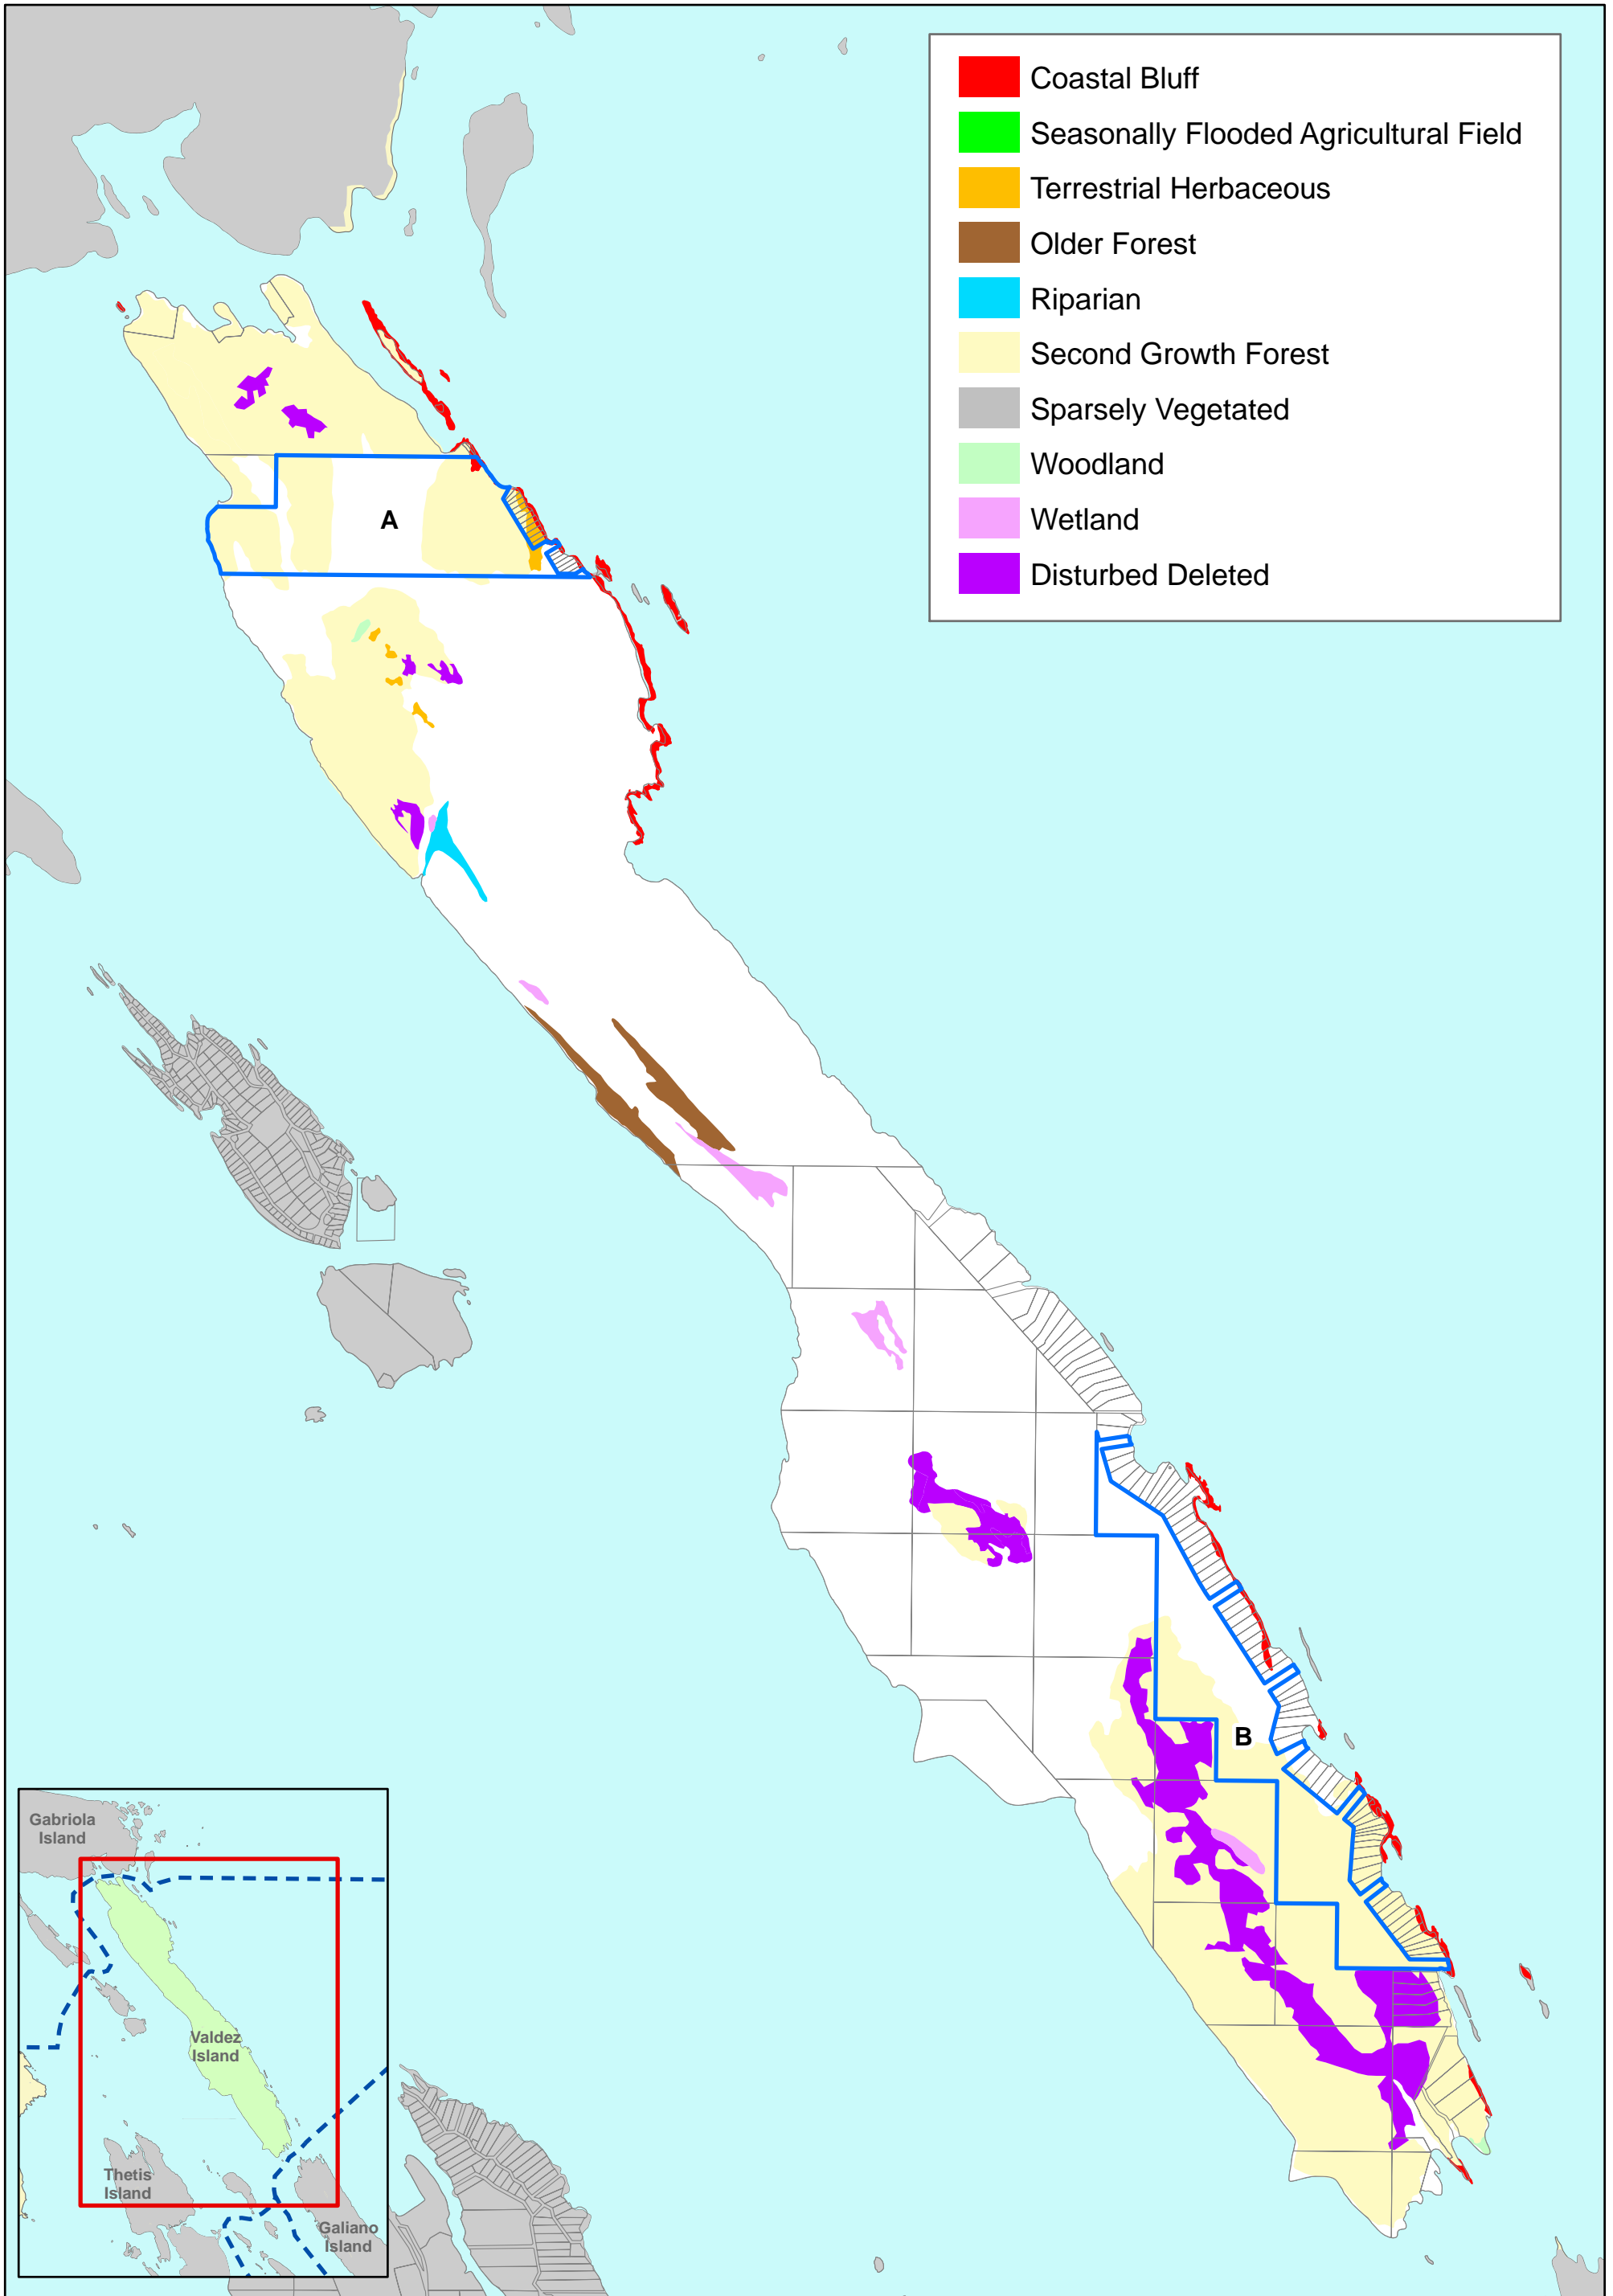 Coastal Bluff
Seasonally Flooded Agricultural Field
Terrestrial Herbaceous
Older Forest
Riparian
Second Growth Forest
Sparsely Vegetated
Woodland
Wetland
Disturbed Deleted
A
B
Gabriola
Island
Valdez
Island
Thetis
Island
Galiano
Island